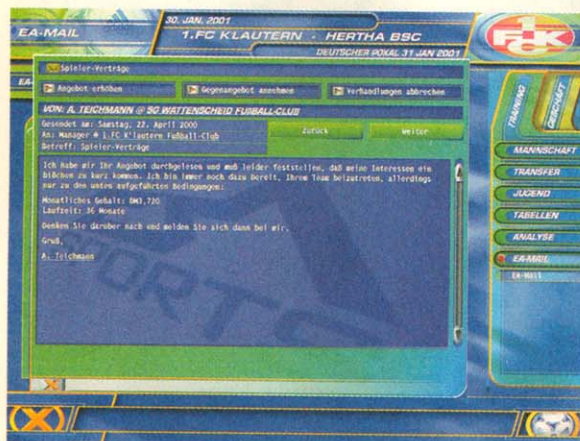 EA-MAIL
30. JAN. 2001
1.FC K'LAUTERN - HERTHA BSC
DEUTSCHER POKAL 31 JAN 2001
1 FCK
Spieler-Verträge
Angebot erhöhen
Gegenangebot annehmen
Verhandlungen abbrechen
VON: A. TEICHMANN @ SG WATTENSCHEID FUßBALL-CLUB
Gesendet am: Samstag, 22. April 2000
An: Manager @ 1.FC K'lautern Fußball-Club
Betreff: Spieler-Verträge
Zurück
Weiter
Ich habe mir Ihr Angebot durchgelesen und muß leider feststellen, daß meine Interessen ein
bißchen zu kurz kommen. Ich bin immer noch dazu bereit, Ihrem Team beizutreten, allerdings
nur zu den unten aufgeführten Bedingungen:
Monatliches Gehalt: DM3,720
Laufzeit: 36 Monate
Denken Sie darüber nach und melden Sie sich dann bei mir.
Gruß,
A. Teichmann
SPORTS
TRAINING
GESCHÄFT
MANNSCHAFT
TRANSFER
JUGEND
TABELLEN
ANALYSE
EA-MAIL
EA-Mail